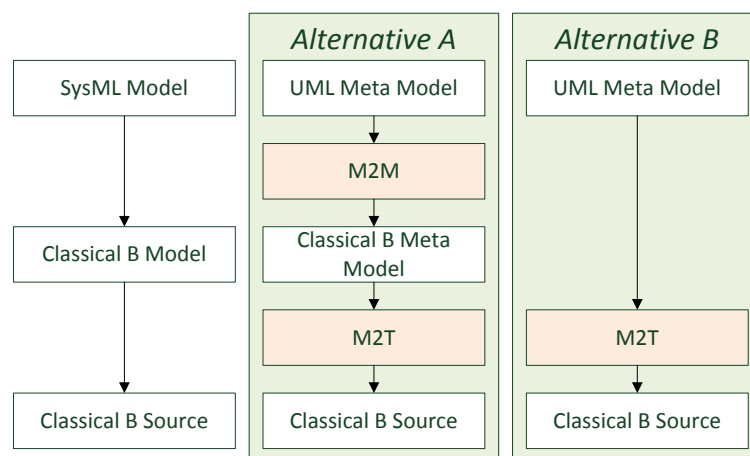 SysML Model
Classical B Model
Classical B Source
Alternative A
UML Meta Model
M2M
Classical B Meta
Model
M2T
Classical B Source
Alternative B
UML Meta Model
M2T
Classical B Source